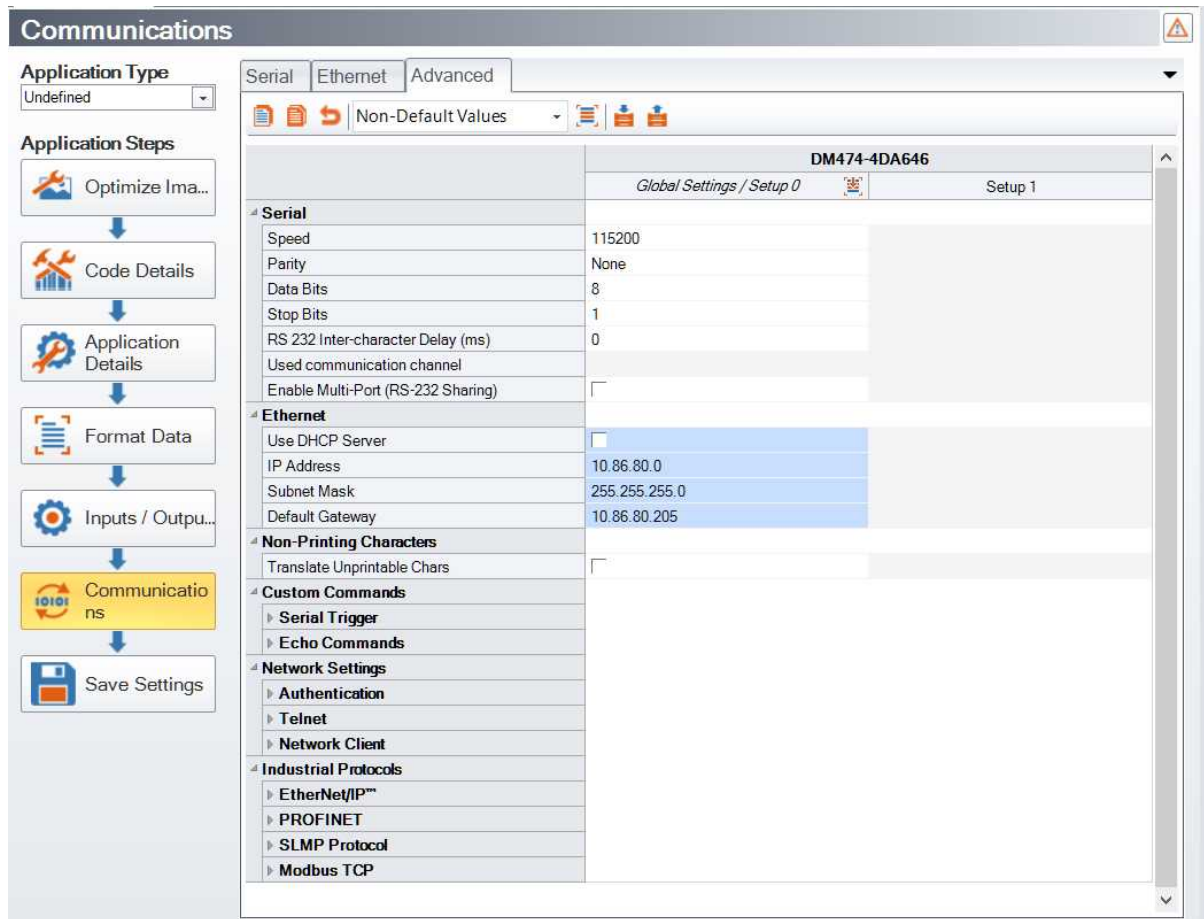 Communications
Application Type
Undefined
Application Steps
Optimize Ima...
Code Details
Application
Details
Format Data
Inputs / Outpu...
10101
Communicatio
ns
Save Settings
Serial
Ethernet
Advanced
Non-Default Values
DM474-4DA646
Global Settings / Setup 0
Setup 1
Serial
Speed 115200
Parity None
Data Bits 8
Stop Bits 1
RS 232 Inter-character Delay (ms) 0
Used communication channel
Enable Multi-Port (RS-232 Sharing)
Ethernet
Use DHCP Server
IP Address 10.86.80.0
Subnet Mask 255.255.255.0
Default Gateway 10.86.80.205
Non-Printing Characters
Translate Unprintable Chars
Custom Commands
Serial Trigger
Echo Commands
Network Settings
Authentication
Telnet
Network Client
Industrial Protocols
EtherNet/IP™
PROFINET
SLMP Protocol
Modbus TCP